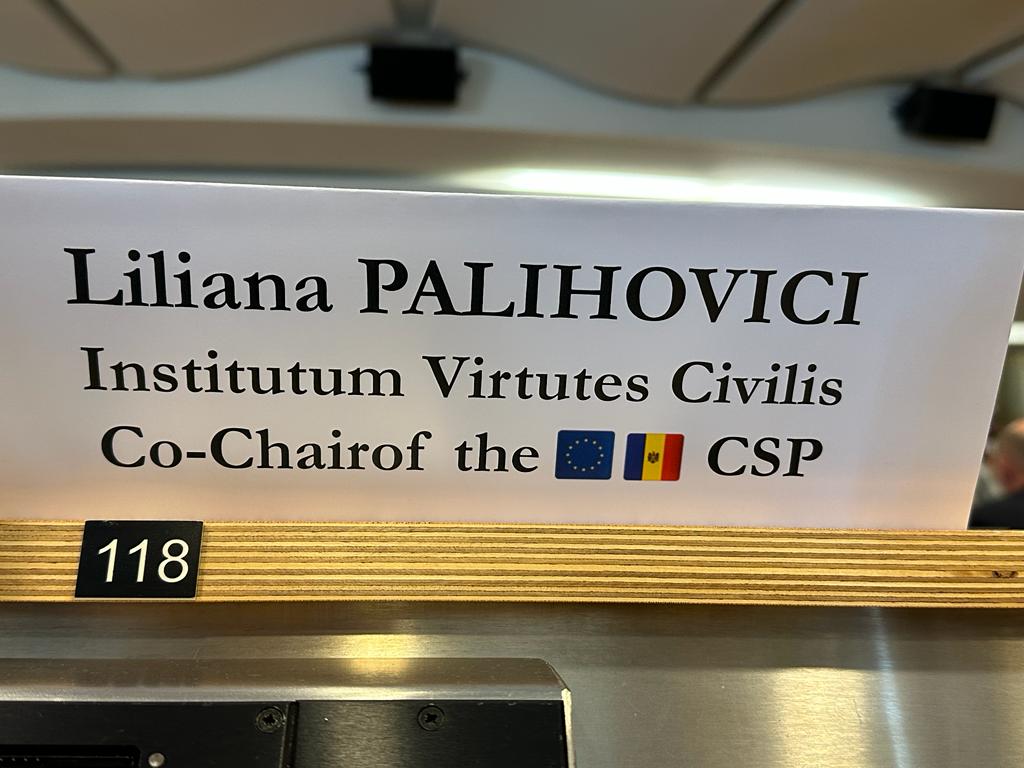 Liliana PALIHOVICI
Institutum Virtutes Civilis
Co-Chairof the 🇪🇺 🇲🇩 CSP
118